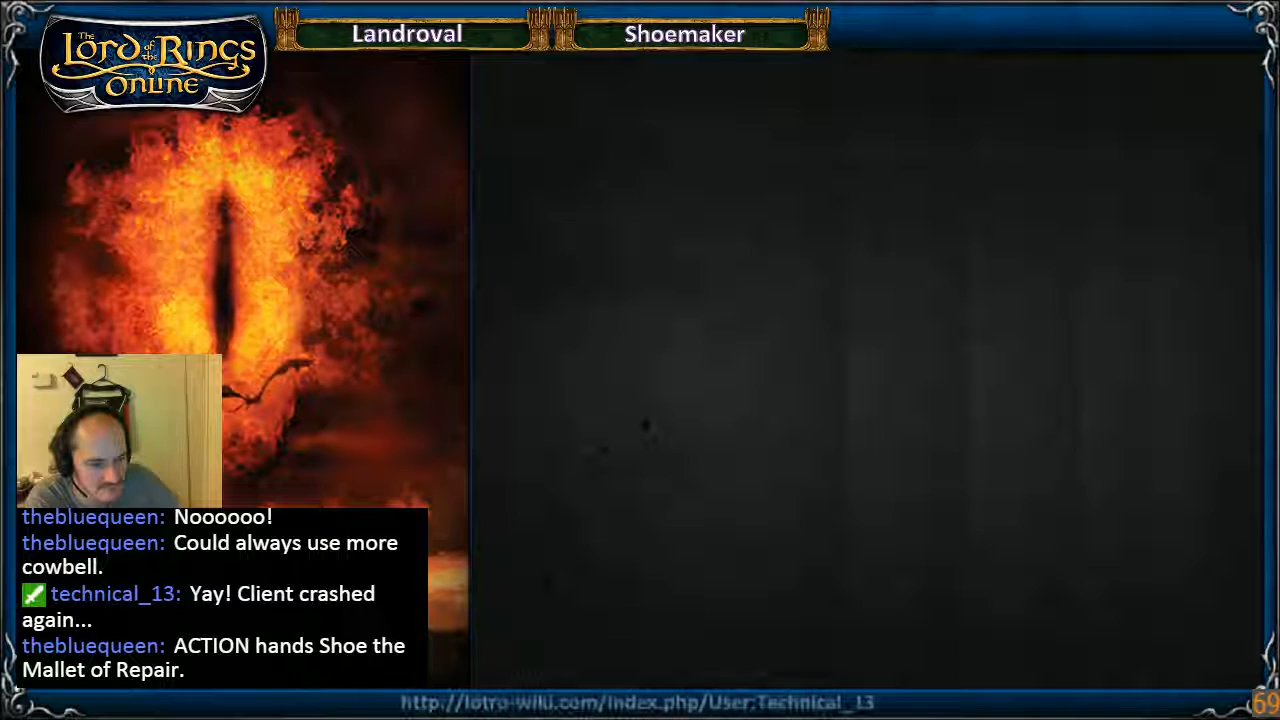 The
Lord of the Rings
Online
Landroval
Shoemaker
thebluequeen: Noooooo!
thebluequeen: Could always use more
cowbell.
technical_13: Yay! Client crashed
again...
thebluequeen: ACTION hands Shoe the
Mallet of Repair.
http://lotro-wiki.com/index.php/User:Technical_13
69